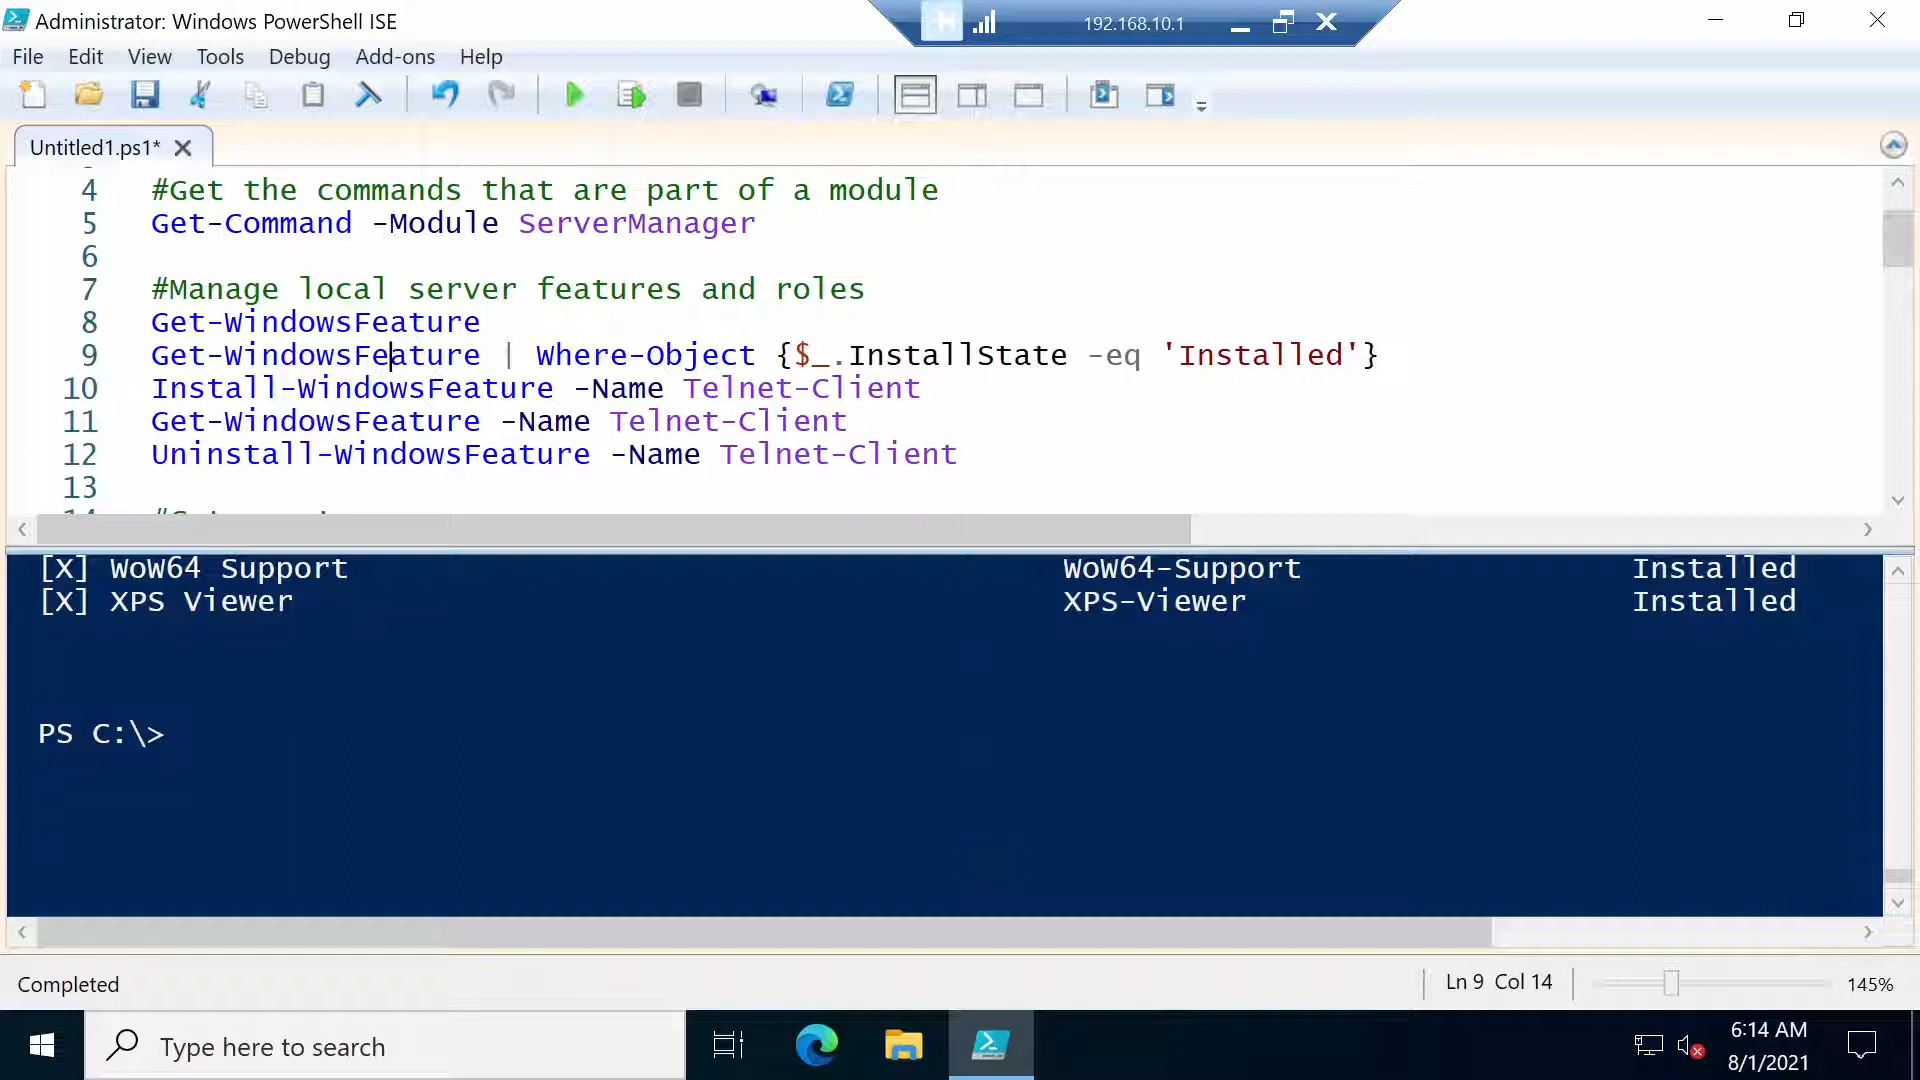 Administrator: Windows PowerShell ISE
192.168.10.1
File Edit View Tools Debug Add-ons Help
Untitled1.ps1*
4 #Get the commands that are part of a module
5 Get-Command -Module ServerManager
6
7 #Manage local server features and roles
8 Get-WindowsFeature
9 Get-WindowsFeature | Where-Object {$_.InstallState -eq 'Installed'}
10 Install-WindowsFeature -Name Telnet-Client
11 Get-WindowsFeature -Name Telnet-Client
12 Uninstall-WindowsFeature -Name Telnet-Client
13
[X] WoW64 Support WoW64-Support Installed
[X] XPS Viewer XPS-Viewer Installed
PS C:\>
Completed
Ln 9 Col 14
145%
Type here to search
6:14 AM
8/1/2021